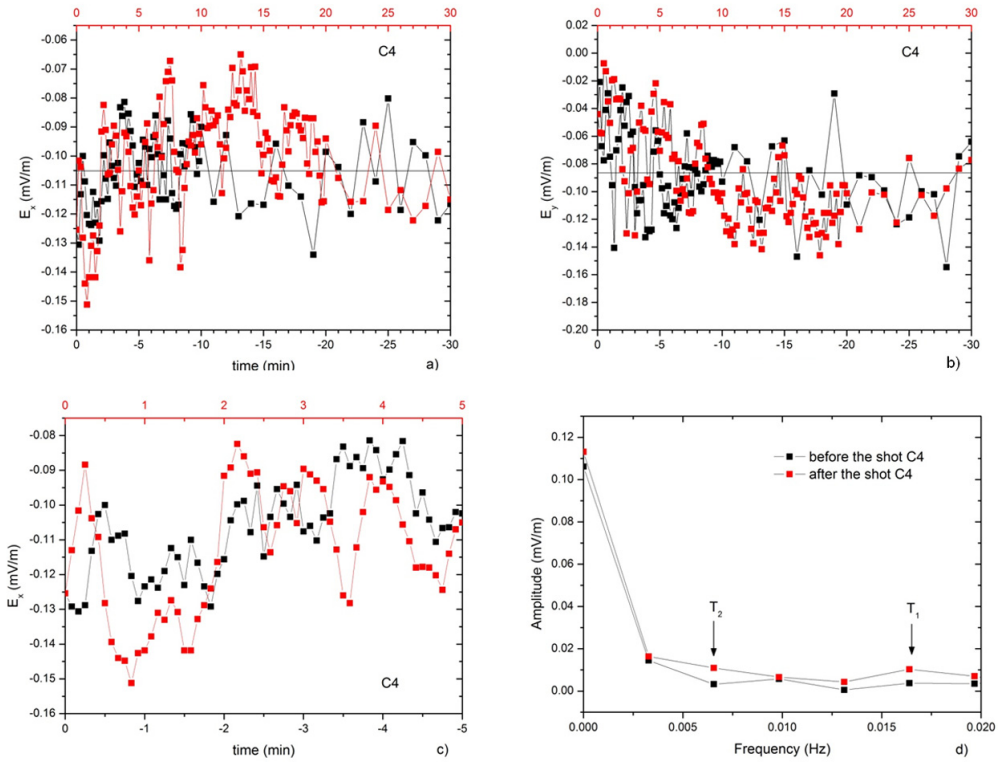 0 5 10 15 20 25 30
-0.05
-0.06
-0.07
-0.08
-0.09
-0.10
-0.11
-0.12
-0.13
-0.14
-0.15
-0.16
Ex (mV/m)
C4
0 -5 -10 -15 -20 -25 -30
time (min)
a)
0 5 10 15 20 25 30
0.02
0.00
-0.02
-0.04
-0.06
-0.08
-0.10
-0.12
-0.14
-0.16
-0.18
-0.20
Ey (mV/m)
C4
0 -5 -10 -15 -20 -25 -30
b)
0 1 2 3 4 5
-0.08
-0.09
-0.10
-0.11
-0.12
-0.13
-0.14
-0.15
-0.16
Ex (mV/m)
C4
0 -1 -2 -3 -4 -5
time (min)
c)
0.12
0.10
0.08
0.06
0.04
0.02
0.00
Amplitude (mV/m)
before the shot C4
after the shot C4
T2
T1
0.000 0.005 0.010 0.015 0.020
Frequency (Hz)
d)